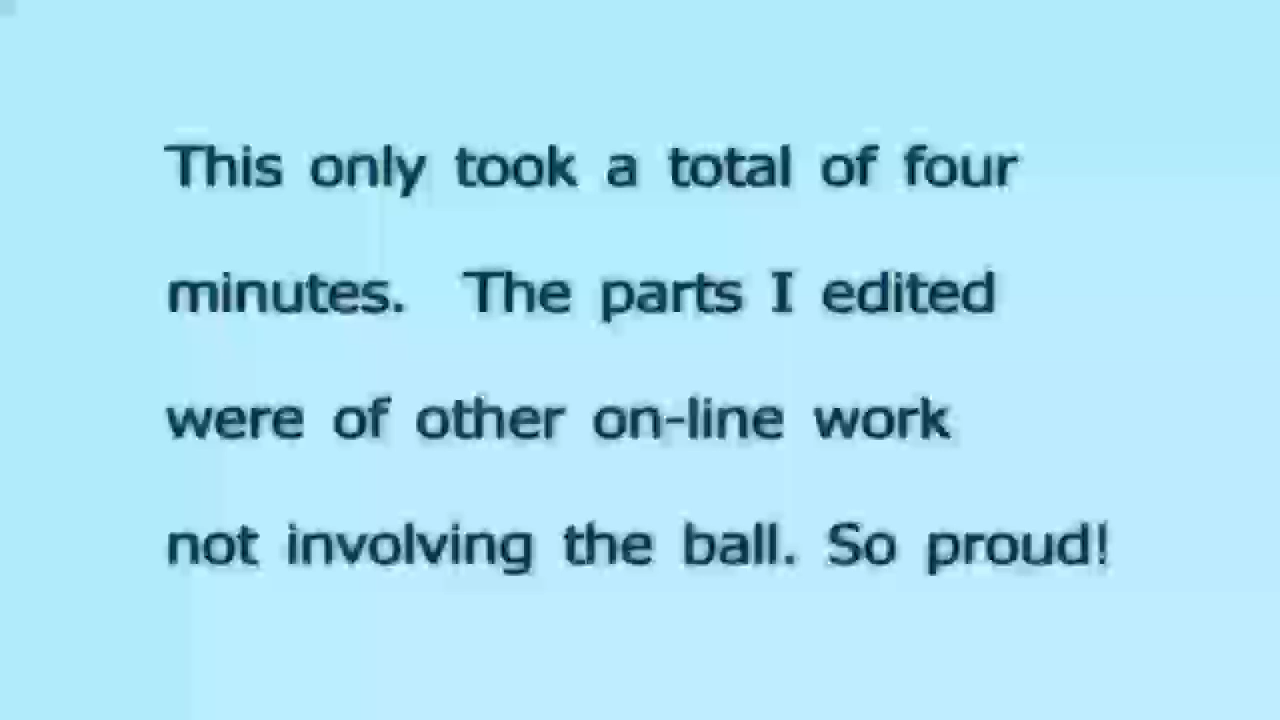 This only took a total of four
minutes.  The parts I edited
were of other on-line work
not involving the ball. So proud!